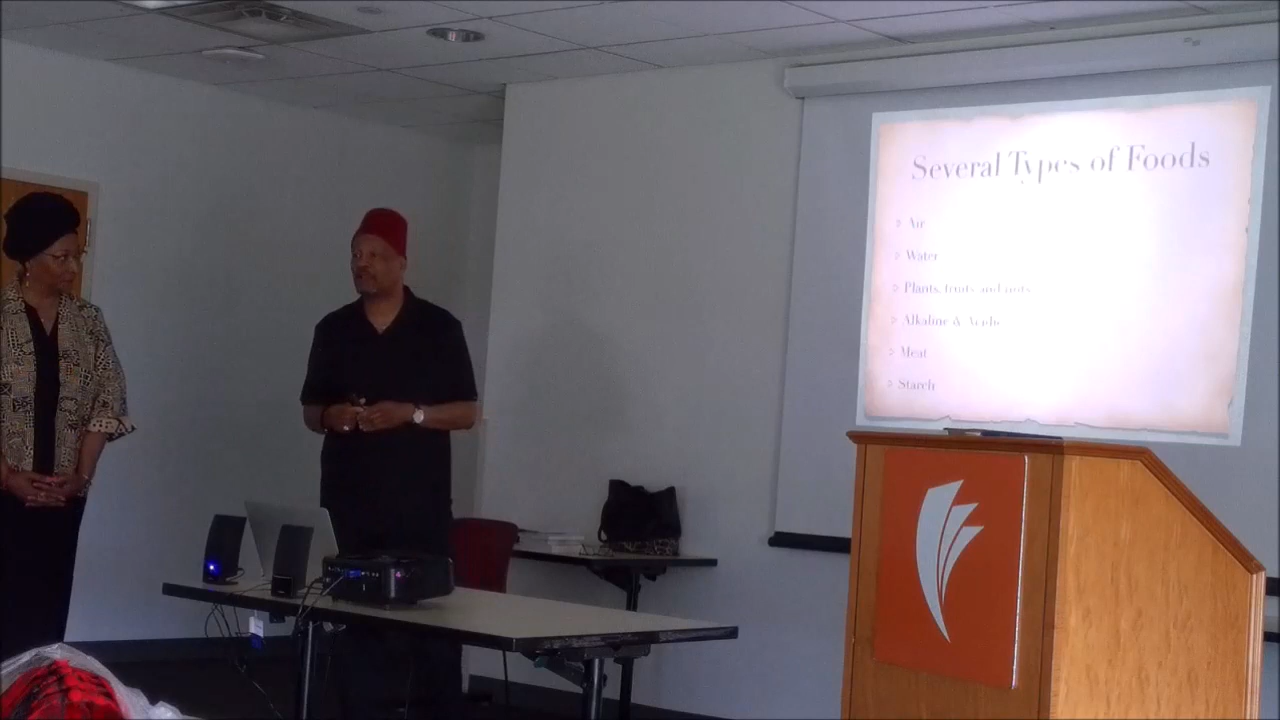 Several Types of Foods
Air
Water
Plants, fruits and nuts
Alkaline & Acidic
Meat
Starch